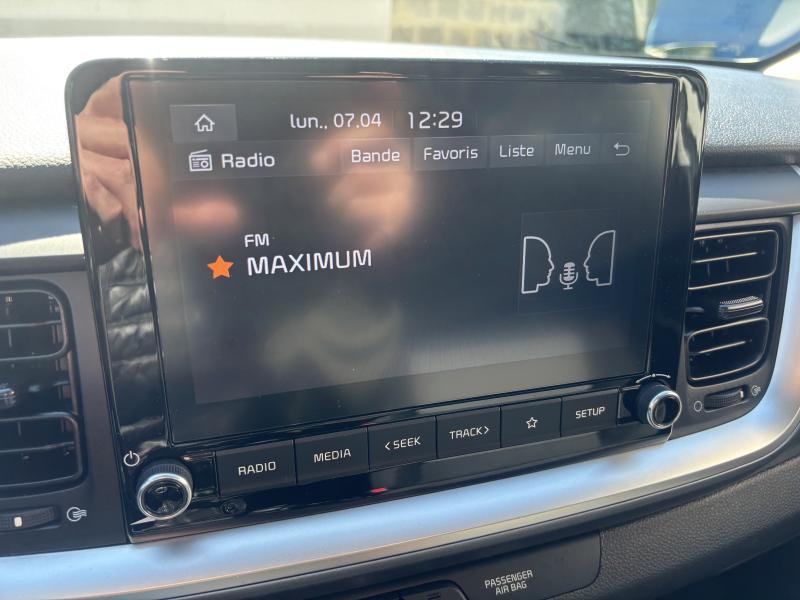 lun., 07.04 12:29
Radio Bande Favoris Liste Menu
FM
MAXIMUM
RADIO MEDIA < SEEK TRACK > SETUP
PASSENGER
AIR BAG